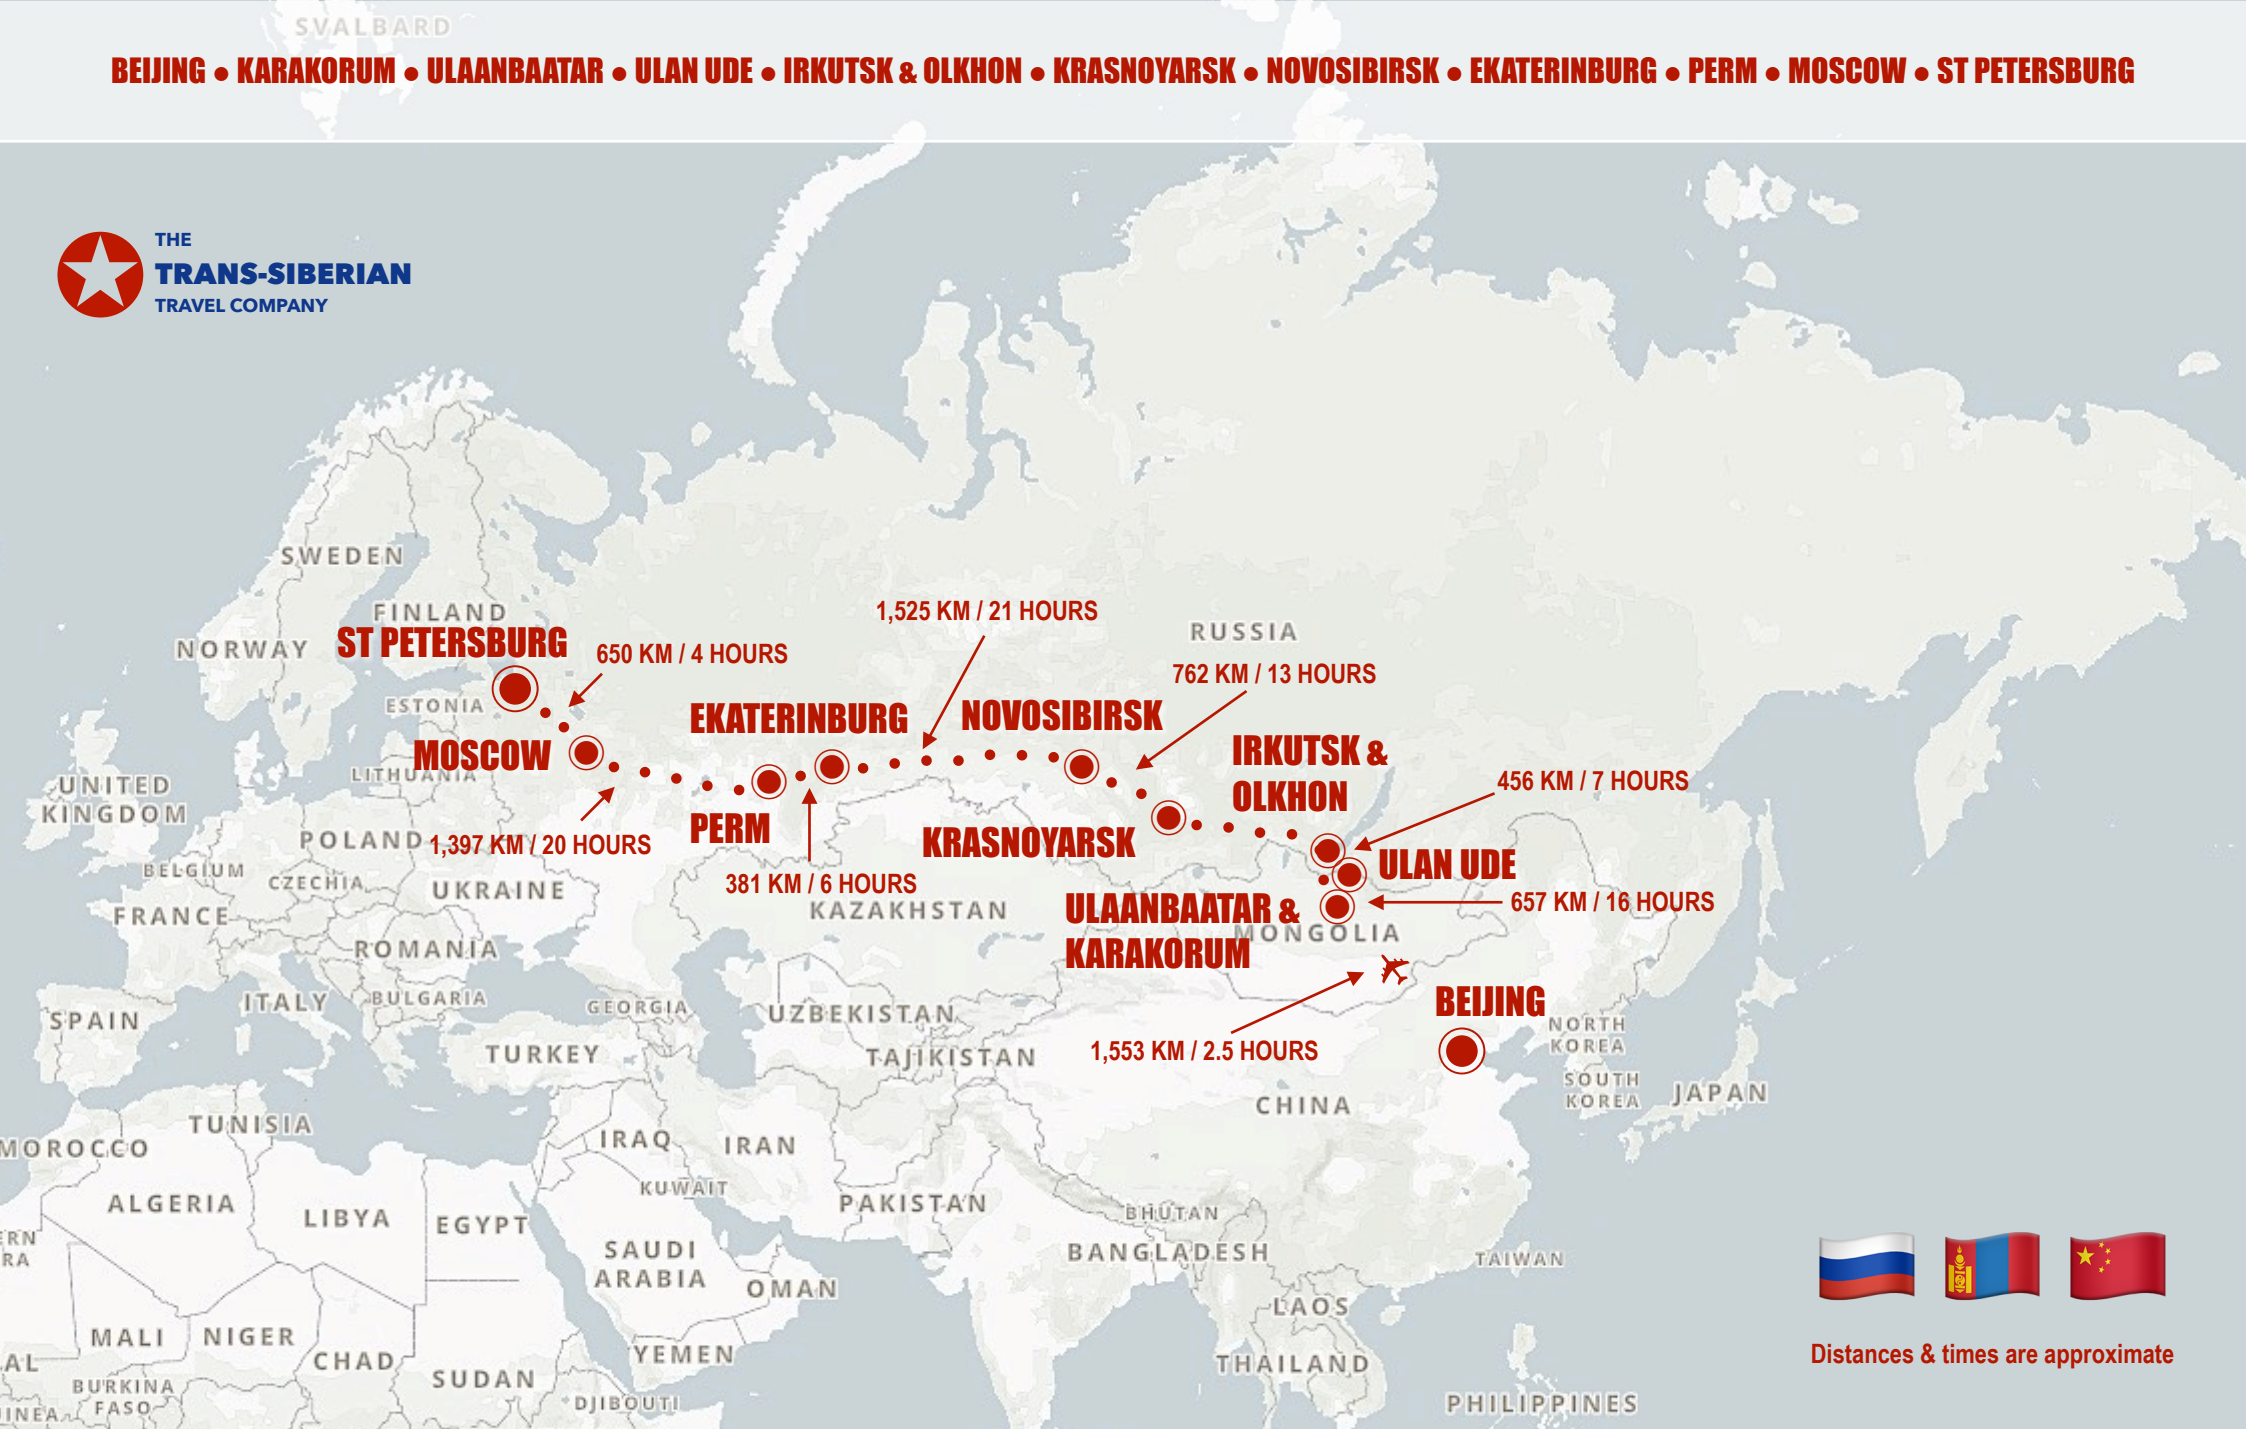 SVALBARD
BEIJING ● KARAKORUM ● ULAANBAATAR ● ULAN UDE ● IRKUTSK & OLKHON ● KRASNOYARSK ● NOVOSIBIRSK ● EKATERINBURG ● PERM ● MOSCOW ● ST PETERSBURG
THE
TRANS-SIBERIAN
TRAVEL COMPANY
SWEDEN
FINLAND
NORWAY
ST PETERSBURG
650 KM / 4 HOURS
1,525 KM / 21 HOURS
RUSSIA
762 KM / 13 HOURS
ESTONIA
EKATERINBURG
NOVOSIBIRSK
MOSCOW
LITHUANIA
IRKUTSK &
OLKHON
456 KM / 7 HOURS
UNITED
KINGDOM
POLAND
1,397 KM / 20 HOURS
PERM
KRASNOYARSK
ULAN UDE
BELGIUM
CZECHIA
UKRAINE
381 KM / 6 HOURS
657 KM / 16 HOURS
FRANCE
KAZAKHSTAN
ULAANBAATAR &
KARAKORUM
MONGOLIA
ROMANIA
ITALY
BULGARIA
GEORGIA
UZBEKISTAN
BEIJING
SPAIN
TURKEY
TAJIKISTAN
1,553 KM / 2.5 HOURS
NORTH
KOREA
SOUTH
KOREA
JAPAN
CHINA
TUNISIA
MOROCCO
IRAQ
IRAN
KUWAIT
ALGERIA
LIBYA
EGYPT
PAKISTAN
BHUTAN
ERN
RA
SAUDI
ARABIA
OMAN
BANGLADESH
TAIWAN
LAOS
MALI
NIGER
CHAD
SUDAN
YEMEN
THAILAND
Distances & times are approximate
AL
BURKINA
FASO
INEA
DJIBOUTI
PHILIPPINES